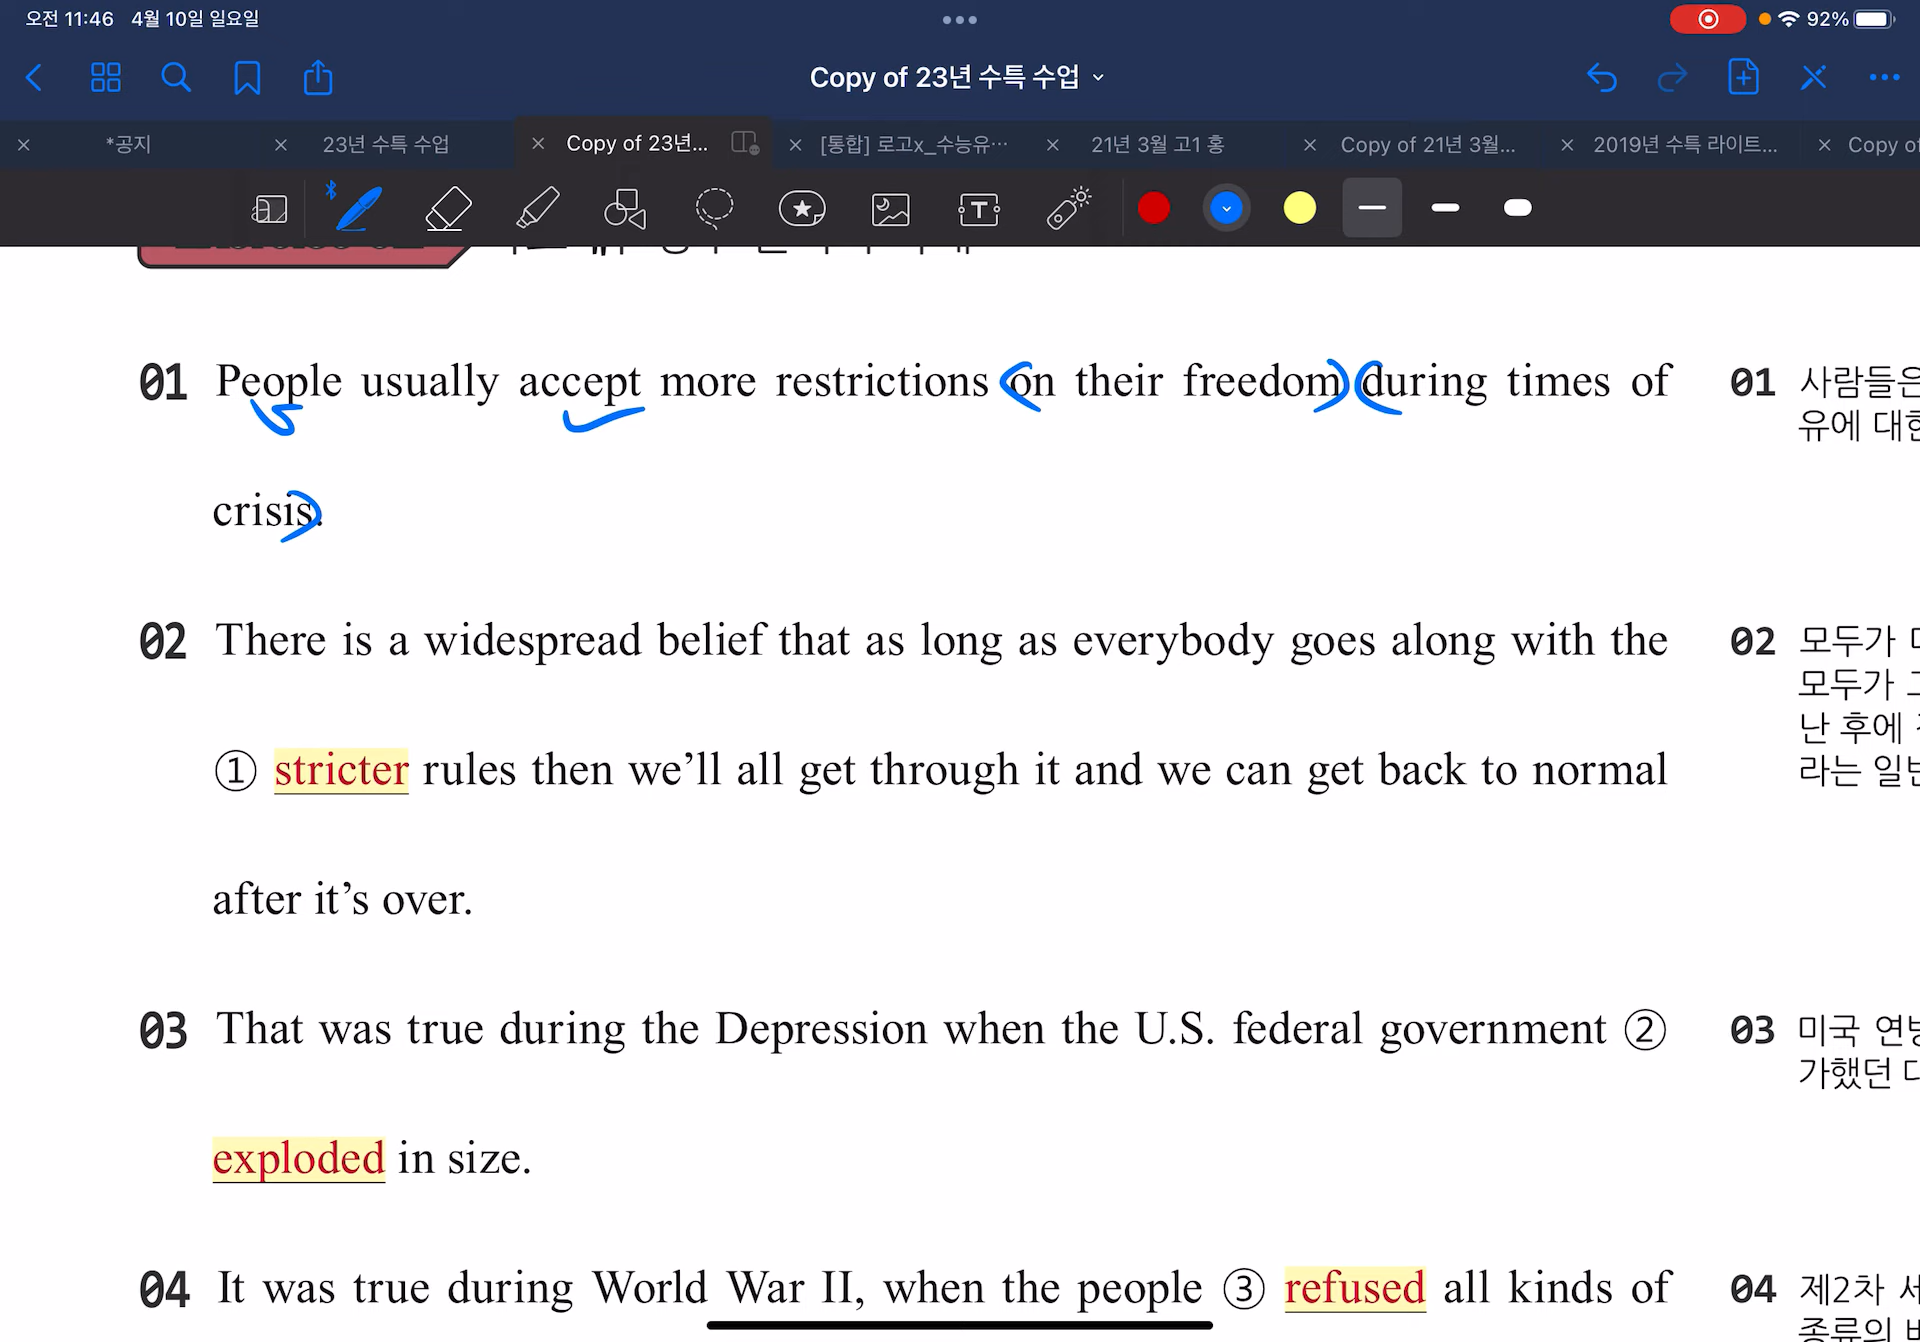 오전 11:46 4월 10일 일요일
92%
Copy of 23년 수특 수업
*공지
23년 수특 수업
Copy of 23년...
[통합] 로고x_수능유...
21년 3월 고1 홍
Copy of 21년 3월...
2019년 수특 라이트...
Copy of
01 People usually accept more restrictions on their freedom during times of
crisis.
02 There is a widespread belief that as long as everybody goes along with the
① stricter rules then we’ll all get through it and we can get back to normal
after it’s over.
03 That was true during the Depression when the U.S. federal government ②
exploded in size.
04 It was true during World War II, when the people ③ refused all kinds of
01 사람들은
유에 대한
02 모두가
모두가 그
난 후에
라는 일반
03 미국 연방
가했던 대
04 제2차 세
종류의